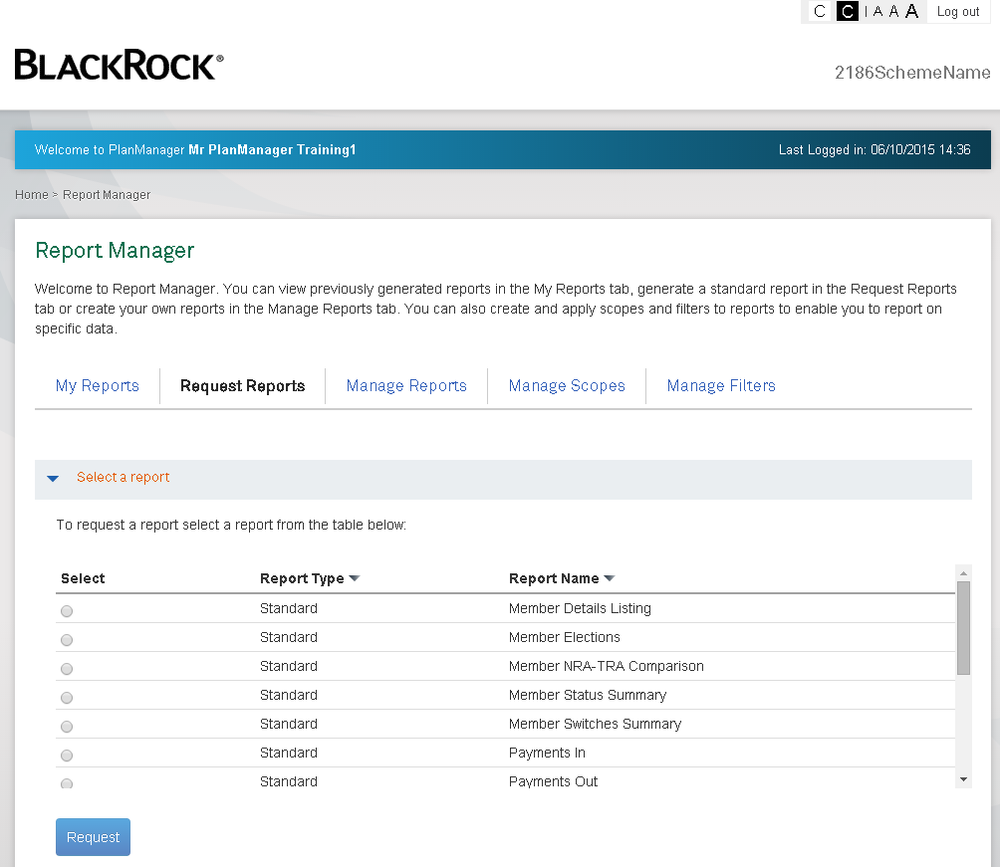 C C | A A A Log out
BLACKROCK®
2186SchemeName
Welcome to PlanManager Mr PlanManager Training1 Last Logged in: 06/10/2015 14:36
Home > Report Manager
Report Manager
Welcome to Report Manager. You can view previously generated reports in the My Reports tab, generate a standard report in the Request Reports
tab or create your own reports in the Manage Reports tab. You can also create and apply scopes and filters to reports to enable you to report on
specific data.
My Reports Request Reports Manage Reports Manage Scopes Manage Filters
Select a report
To request a report select a report from the table below:
Select Report Type Report Name
Standard Member Details Listing
Standard Member Elections
Standard Member NRA-TRA Comparison
Standard Member Status Summary
Standard Member Switches Summary
Standard Payments In
Standard Payments Out
Request